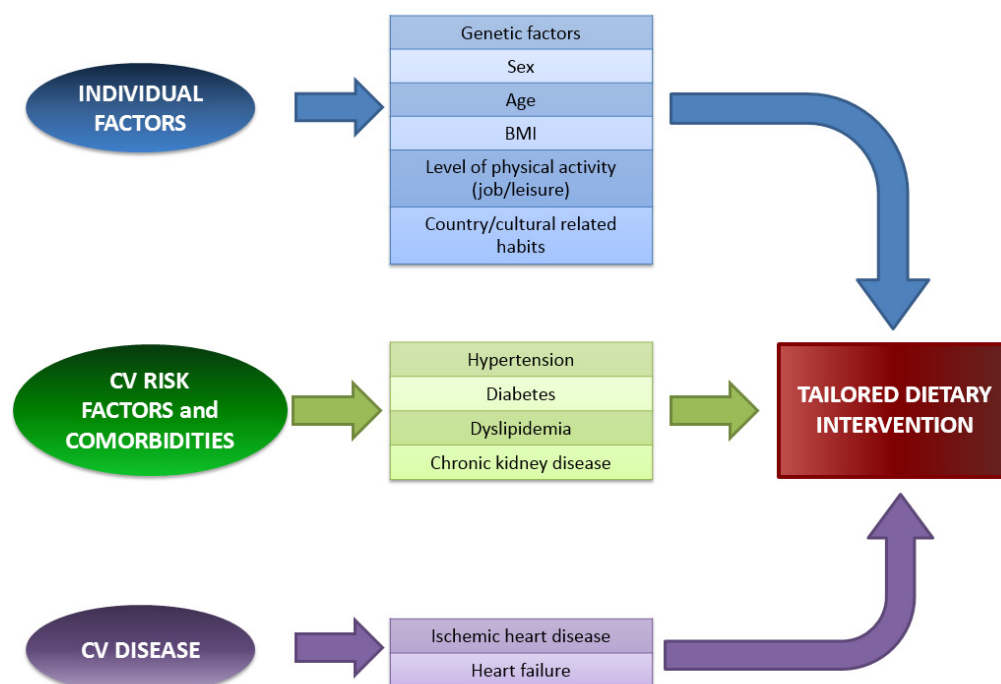 INDIVIDUAL
FACTORS
Genetic factors
Sex
Age
BMI
Level of physical activity
(job/leisure)
Country/cultural related
habits
CV RISK
FACTORS and
COMORBIDITIES
Hypertension
Diabetes
Dyslipidemia
Chronic kidney disease
TAILORED DIETARY
INTERVENTION
CV DISEASE
Ischemic heart disease
Heart failure